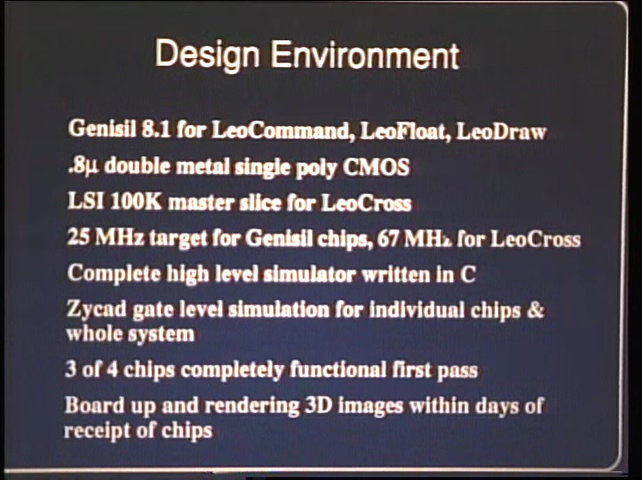 Design Environment
Genisil 8.1 for LeoCommand, LeoFloat, LeoDraw
.8μ double metal single poly CMOS
LSI 100K master slice for LeoCross
25 MHz target for Genisil chips, 67 MHz for LeoCross
Complete high level simulator written in C
Zycad gate level simulation for individual chips &
whole system
3 of 4 chips completely functional first pass
Board up and rendering 3D images within days of
receipt of chips